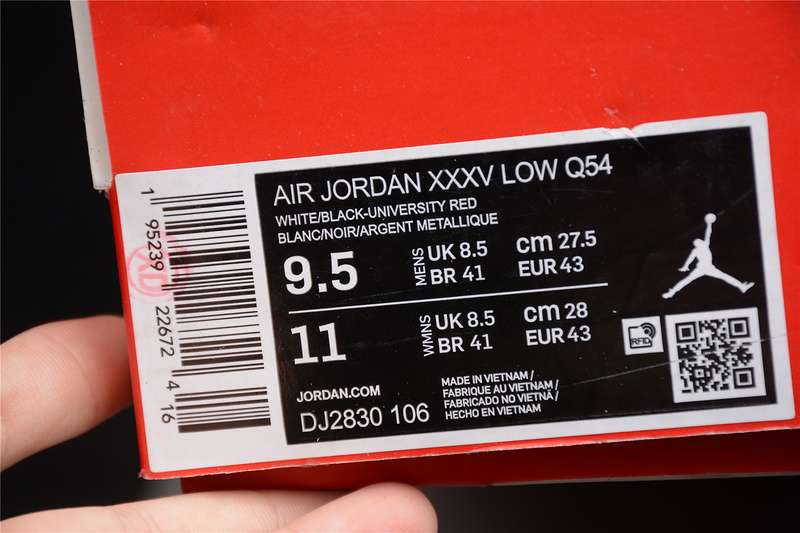 AIR JORDAN XXXV LOW Q54
WHITE/BLACK-UNIVERSITY RED
BLANC/NOIR/ARGENT METALLIQUE
9.5
MENS
UK 8.5
cm 27.5
BR 41
EUR 43
11
WMNS
UK 8.5
cm 28
BR 41
EUR 43
RFID
JORDAN.COM
DJ2830 106
MADE IN VIETNAM /
FABRIQUE AU VIETNAM /
FABRICADO NO VIETNÃ /
HECHO EN VIETNAM
1 95239 22672 4 16